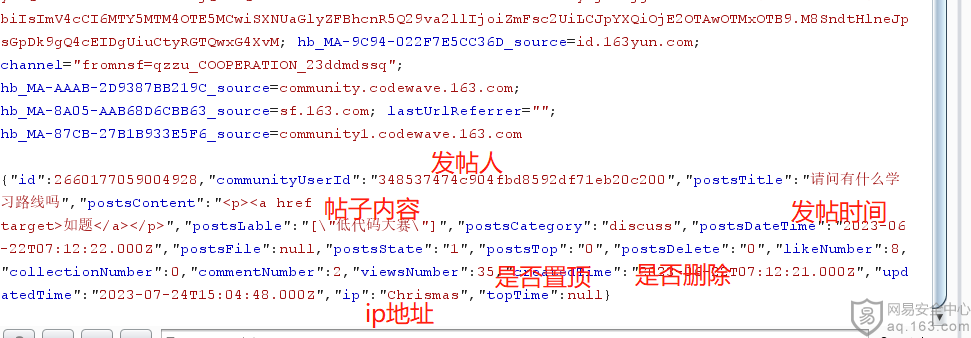 biIsImV4cCI6MTY5MTM4OTE5MCwiSXNUaGlyZFBhcnR5Q29va2llIjoiZmFsc2UiLCJpYXQiOjE2OTAwOTMxOTB9.M8SndtHlneJp
sGpDk9gQ4cEIDgUiuCtyRGTQwxG4XvM; hb_MA-9C94-022F7E5CC36D_source=id.163yun.com;
channel="fromnsf=qzzu_COOPERATION_23ddmdssq";
hb_MA-AAAB-2D9387BB219C_source=community.codewave.163.com;
hb_MA-8A05-AAB68D6CBB63_source=sf.163.com; lastUrlReferrer="";
hb_MA-87CB-27B1B933E5F6_source=community1.codewave.163.com
发帖人
{"id":2660177059004928,"communityUserId":"348537474c904fbd8592df71eb20c200","postsTitle":"请问有什么学
习路线吗","postsContent":"<p><a href
帖子内容
发帖时间
target>如题</a></p>","postsLable":"[\"低代码大赛\"]","postsCategory":"discuss","postsDateTime":"2023-06
-22T07:12:22.000Z","postsFile":null,"postsState":"1","postsTop":"0","postsDelete":"0","likeNumber":8,
"collectionNumber":0,"commentNumber":2,"viewsNumber":35, T07:12:21.000Z","upd
是否置顶
是否删除
atedTime":"2023-07-24T15:04:48.000Z","ip":"Chrismas","topTime":null}
ip地址
网易安全中心
aq.163.com